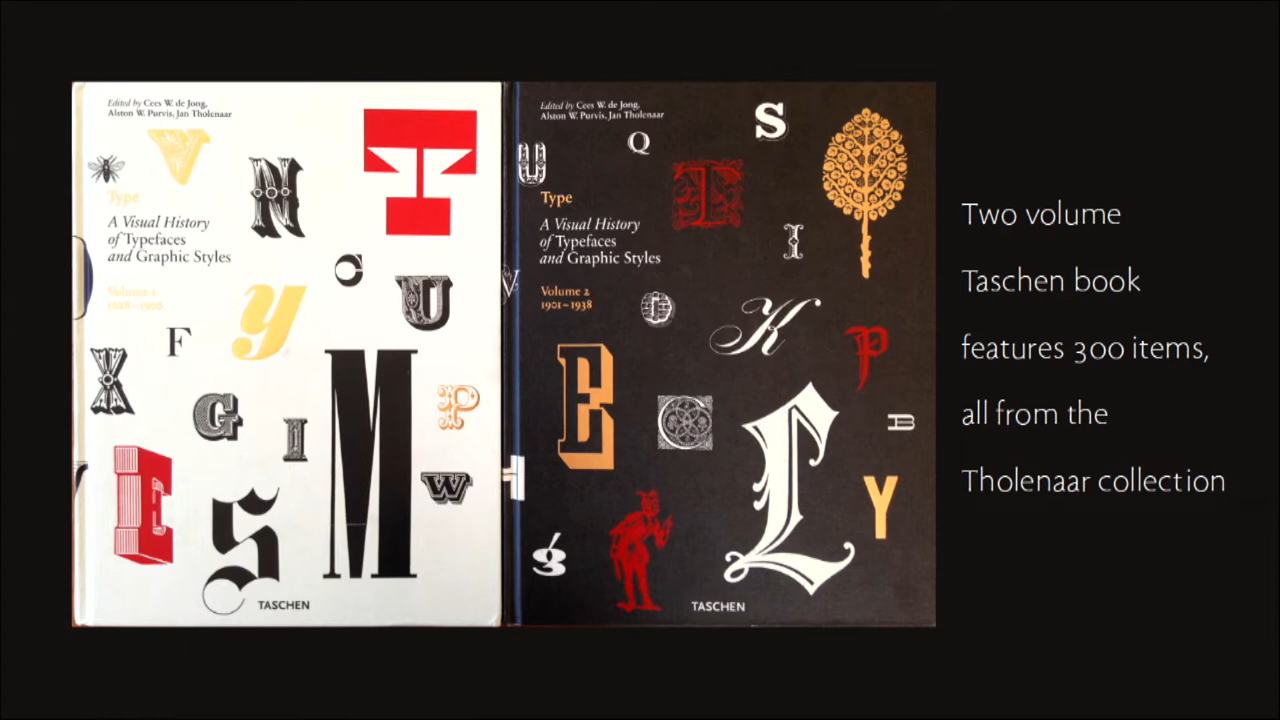 Edited by Cees W. de Jong,
Alston W. Purvis, Jan Tholenaar
V
N
T
Type
A Visual History
of Typefaces
and Graphic Styles
C
U
Volume 1
y
F
X
M
G
I
P
E
W
S
TASCHEN
Edited by Cees W. de Jong,
Alston W. Purvis, Jan Tholenaar
S
Q
U
Type
I
A Visual History
of Typefaces
and Graphic Styles
I
Volume 2
1901–1938
K
P
E
L
B
Y
TASCHEN
Two volume
Taschen book
features 300 items,
all from the
Tholenaar collection